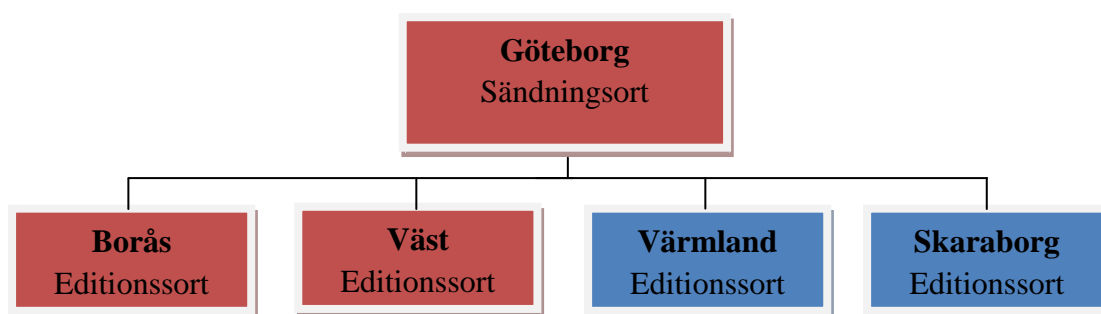 Göteborg
Sändningsort
Borås
Editionssort
Väst
Editionssort
Värmland
Editionssort
Skaraborg
Editionssort